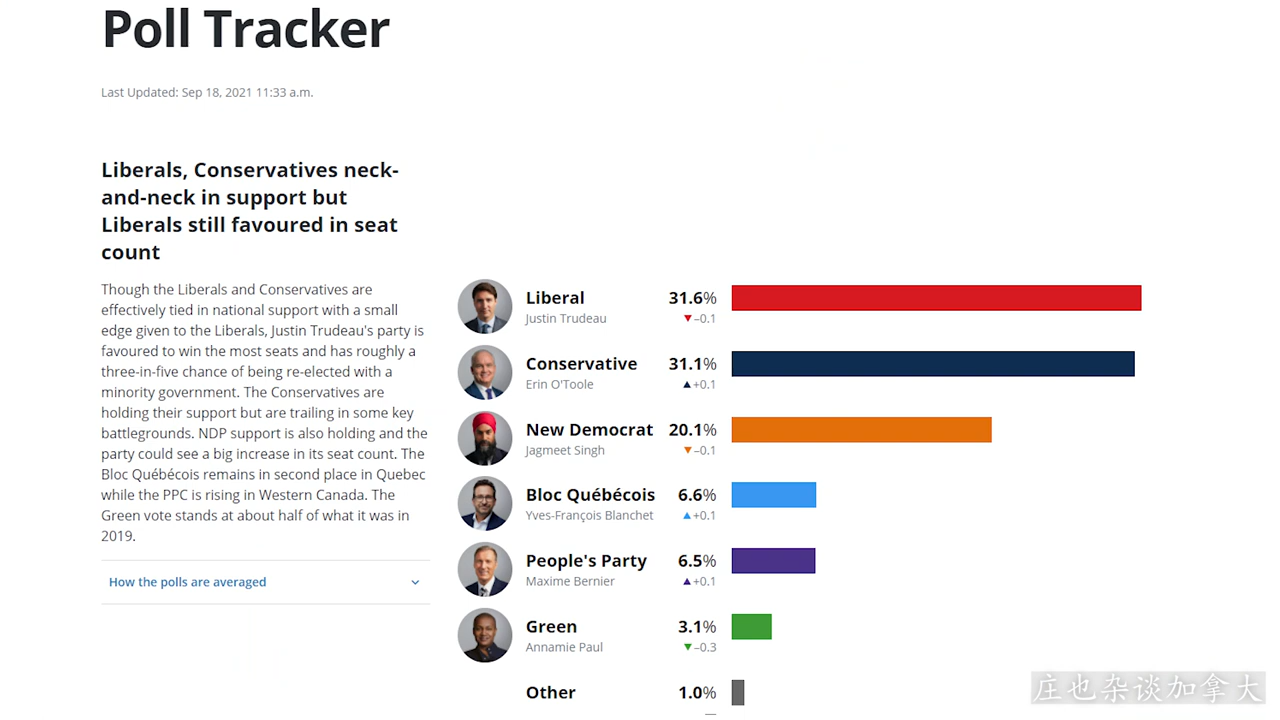 Poll Tracker
Last Updated: Sep 18, 2021 11:33 a.m.
Liberals, Conservatives neck-
and-neck in support but
Liberals still favoured in seat
count
Though the Liberals and Conservatives are
effectively tied in national support with a small
edge given to the Liberals, Justin Trudeau's party is
favoured to win the most seats and has roughly a
three-in-five chance of being re-elected with a
minority government. The Conservatives are
holding their support but are trailing in some key
battlegrounds. NDP support is also holding and the
party could see a big increase in its seat count. The
Bloc Québécois remains in second place in Quebec
while the PPC is rising in Western Canada. The
Green vote stands at about half of what it was in
2019.
How the polls are averaged
Liberal 31.6%
Justin Trudeau ▼–0.1
Conservative 31.1%
Erin O'Toole ▲+0.1
New Democrat 20.1%
Jagmeet Singh ▼–0.1
Bloc Québécois 6.6%
Yves-François Blanchet ▲+0.1
People's Party 6.5%
Maxime Bernier ▲+0.1
Green 3.1%
Annamie Paul ▼–0.3
Other 1.0%
庄也杂谈加拿大